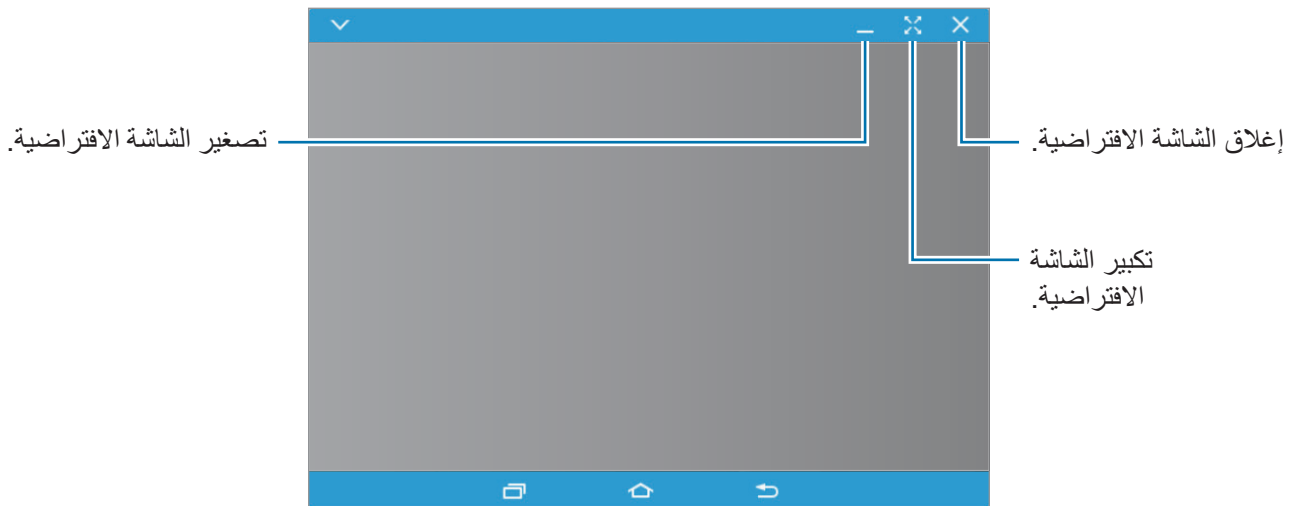 إغلاق الشاشة الافتراضية.
تصغير الشاشة الافتراضية.
تكبير الشاشة
الافتراضية.